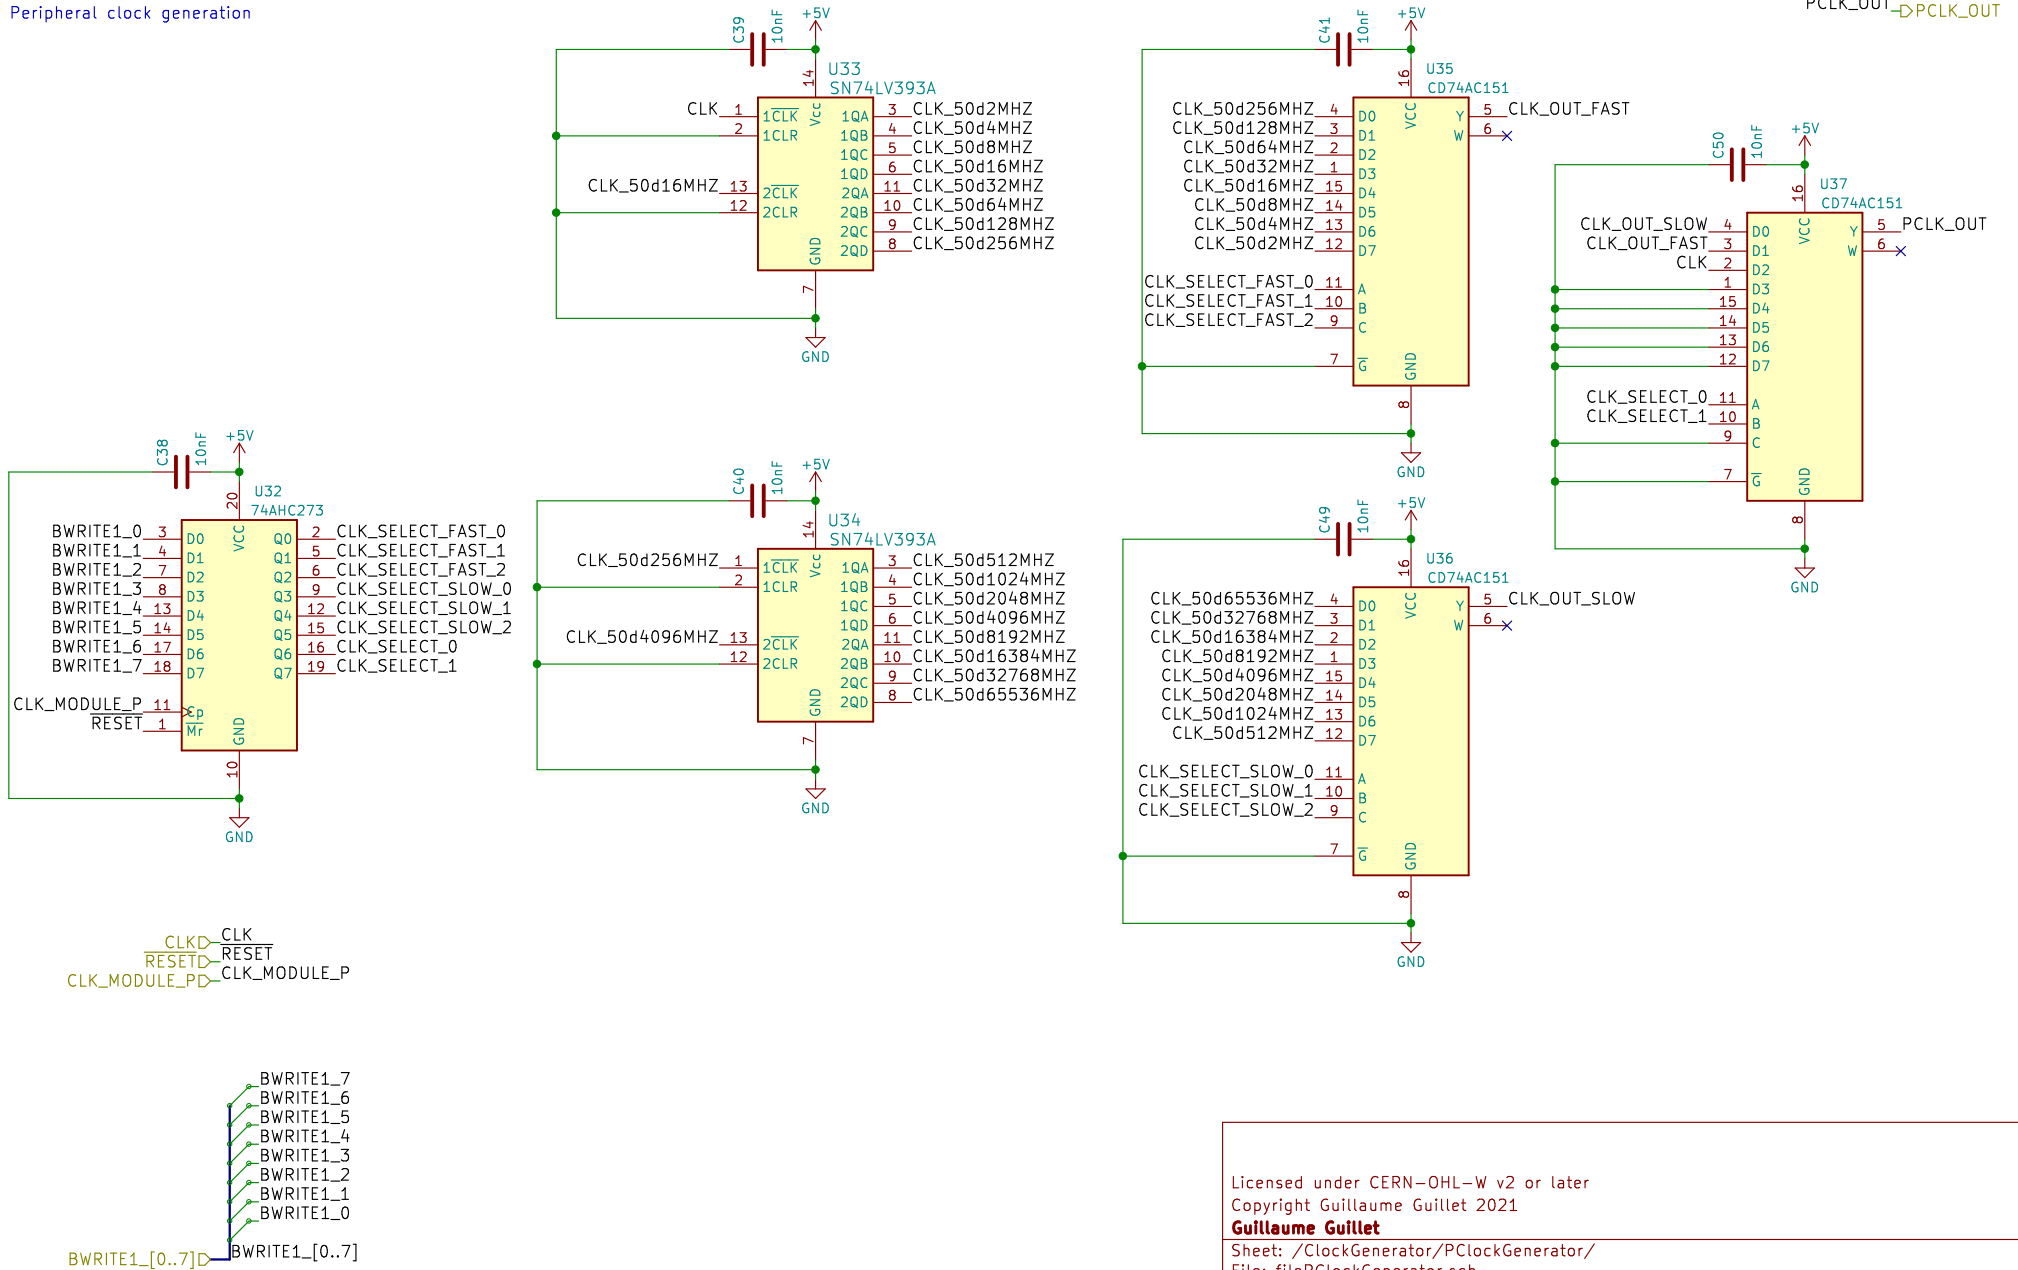 Peripheral clock generation
PCLK_OUT
PCLK_OUT
C39
10nF
+5V
14
U33
SN74LV393A
CLK 1 1CLK Vcc 1QA 3 CLK_50d2MHZ
2 1CLR 1QB 4 CLK_50d4MHZ
1QC 5 CLK_50d8MHZ
1QD 6 CLK_50d16MHZ
CLK_50d16MHZ 13 2CLK 2QA 11 CLK_50d32MHZ
12 2CLR 2QB 10 CLK_50d64MHZ
2QC 9 CLK_50d128MHZ
GND 2QD 8 CLK_50d256MHZ
7
GND
C41
10nF
+5V
16
U35
CD74AC151
CLK_50d256MHZ 4 D0 VCC Y 5 CLK_OUT_FAST
CLK_50d128MHZ 3 D1 W 6
CLK_50d64MHZ 2 D2
CLK_50d32MHZ 1 D3
CLK_50d16MHZ 15 D4
CLK_50d8MHZ 14 D5
CLK_50d4MHZ 13 D6
CLK_50d2MHZ 12 D7
CLK_SELECT_FAST_0 11 A
CLK_SELECT_FAST_1 10 B
CLK_SELECT_FAST_2 9 C
7 G GND
8
GND
C50
10nF
+5V
16
U37
CD74AC151
CLK_OUT_SLOW 4 D0 VCC Y 5 PCLK_OUT
CLK_OUT_FAST 3 D1 W 6
CLK 2 D2
1 D3
15 D4
14 D5
13 D6
12 D7
CLK_SELECT_0 11 A
CLK_SELECT_1 10 B
9 C
7 G GND
8
GND
C38
10nF
+5V
20
U32
74AHC273
BWRITE1_0 3 D0 VCC Q0 2 CLK_SELECT_FAST_0
BWRITE1_1 4 D1 Q1 5 CLK_SELECT_FAST_1
BWRITE1_2 7 D2 Q2 6 CLK_SELECT_FAST_2
BWRITE1_3 8 D3 Q3 9 CLK_SELECT_SLOW_0
BWRITE1_4 13 D4 Q4 12 CLK_SELECT_SLOW_1
BWRITE1_5 14 D5 Q5 15 CLK_SELECT_SLOW_2
BWRITE1_6 17 D6 Q6 16 CLK_SELECT_0
BWRITE1_7 18 D7 Q7 19 CLK_SELECT_1
CLK_MODULE_P 11 Cp
RESET 1 Mr GND
10
GND
C40
10nF
+5V
14
U34
SN74LV393A
CLK_50d256MHZ 1 1CLK Vcc 1QA 3 CLK_50d512MHZ
2 1CLR 1QB 4 CLK_50d1024MHZ
1QC 5 CLK_50d2048MHZ
1QD 6 CLK_50d4096MHZ
CLK_50d4096MHZ 13 2CLK 2QA 11 CLK_50d8192MHZ
12 2CLR 2QB 10 CLK_50d16384MHZ
2QC 9 CLK_50d32768MHZ
GND 2QD 8 CLK_50d65536MHZ
7
GND
C49
10nF
+5V
16
U36
CD74AC151
CLK_50d65536MHZ 4 D0 VCC Y 5 CLK_OUT_SLOW
CLK_50d32768MHZ 3 D1 W 6
CLK_50d16384MHZ 2 D2
CLK_50d8192MHZ 1 D3
CLK_50d4096MHZ 15 D4
CLK_50d2048MHZ 14 D5
CLK_50d1024MHZ 13 D6
CLK_50d512MHZ 12 D7
CLK_SELECT_SLOW_0 11 A
CLK_SELECT_SLOW_1 10 B
CLK_SELECT_SLOW_2 9 C
7 G GND
8
GND
CLK CLK
RESET RESET
CLK_MODULE_P CLK_MODULE_P
BWRITE1_7
BWRITE1_6
BWRITE1_5
BWRITE1_4
BWRITE1_3
BWRITE1_2
BWRITE1_1
BWRITE1_0
BWRITE1_[0..7] BWRITE1_[0..7]
Licensed under CERN-OHL-W v2 or later
Copyright Guillaume Guillet 2021
Guillaume Guillet
Sheet: /ClockGenerator/PClockGenerator/
File: filePClockGenerator.sch